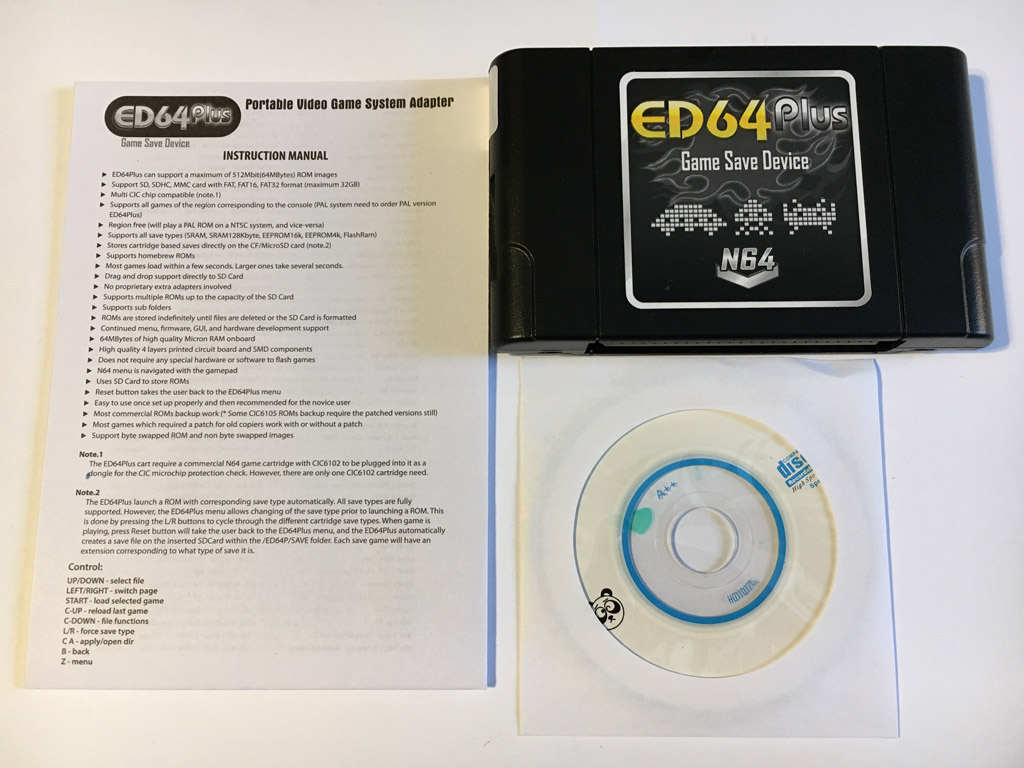 ED64Plus
Game Save Device
Portable Video Game System Adapter
INSTRUCTION MANUAL
► ED64Plus can support a maximum of 512Mbit(64MBytes) ROM images
► Support SD, SDHC, MMC card with FAT, FAT16, FAT32 format (maximum 32GB)
► Multi CIC chip compatible (note.1)
► Supports all games of the region corresponding to the console (PAL system need to order PAL version
ED64Plus)
► Region free (will play a PAL ROM on a NTSC system, and vice-versa)
► Supports all save types (SRAM, SRAM128Kbyte, EEPROM16k, EEPROM4k, FlashRam)
► Stores cartridge based saves directly on the CF/MicroSD card (note.2)
► Supports homebrew ROMs
► Most games load within a few seconds. Larger ones take several seconds.
► Drag and drop support directly to SD Card
► No proprietary extra adapters involved
► Supports multiple ROMs up to the capacity of the SD Card
► Supports sub folders
► ROMs are stored indefinitely until files are deleted or the SD Card is formatted
► Continued menu, firmware, GUI, and hardware development support
► 64MBytes of high quality Micron RAM onboard
► High quality 4 layers printed circuit board and SMD components
► Does not require any special hardware or software to flash games
► N64 menu is navigated with the gamepad
► Uses SD Card to store ROMs
► Reset button takes the user back to the ED64Plus menu
► Easy to use once set up properly and then recommended for the novice user
► Most commercial ROMs backup work (* Some CIC6105 ROMs backup require the patched versions still)
► Most games which required a patch for old copiers work with or without a patch
► Support byte swapped ROM and non byte swapped images
Note.1
The ED64Plus cart require a commercial N64 game cartridge with CIC6102 to be plugged into it as a
dongle for the CIC microchip protection check. However, there are only one CIC6102 cartridge need.
Note.2
The ED64Plus launch a ROM with corresponding save type automatically. All save types are fully
supported. However, the ED64Plus menu allows changing of the save type prior to launching a ROM. This
is done by pressing the L/R buttons to cycle through the different cartridge save types. When game is
playing, press Reset button will take the user back to the ED64Plus menu, and the ED64Plus automatically
creates a save file on the inserted SDCard within the /ED64P/SAVE folder. Each save game will have an
extension corresponding to what type of save it is.
Control:
UP/DOWN - select file
LEFT/RIGHT - switch page
START - load selected game
C-UP - reload last game
C-DOWN - file functions
L/R - force save type
C A - apply/open dir
B - back
Z - menu
ED64Plus
Game Save Device
N64
COMPA
disc
Recordable
High Spe
A++